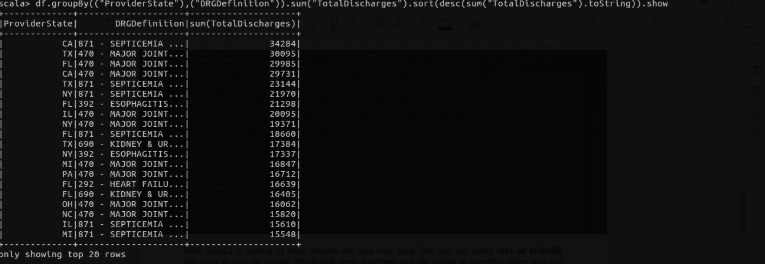 scala> df.groupBy(("ProviderState"),("DRGDefinition")).sum("TotalDischarges").sort(desc(sum("TotalDischarges").toString)).show
+-------------+--------------------+--------------------+
|ProviderState|       DRGDefinition|sum(TotalDischarges)|
+-------------+--------------------+--------------------+
|           CA|871 - SEPTICEMIA ...|               34284|
|           TX|470 - MAJOR JOINT...|               30095|
|           FL|470 - MAJOR JOINT...|               29985|
|           CA|470 - MAJOR JOINT...|               29731|
|           TX|871 - SEPTICEMIA ...|               23144|
|           NY|871 - SEPTICEMIA ...|               21970|
|           FL|392 - ESOPHAGITIS...|               21298|
|           IL|470 - MAJOR JOINT...|               20095|
|           NY|470 - MAJOR JOINT...|               19371|
|           FL|871 - SEPTICEMIA ...|               18660|
|           TX|690 - KIDNEY & UR...|               17384|
|           NY|392 - ESOPHAGITIS...|               17337|
|           MI|470 - MAJOR JOINT...|               16847|
|           PA|470 - MAJOR JOINT...|               16712|
|           FL|292 - HEART FAILU...|               16639|
|           FL|690 - KIDNEY & UR...|               16405|
|           OH|470 - MAJOR JOINT...|               16062|
|           NC|470 - MAJOR JOINT...|               15820|
|           IL|871 - SEPTICEMIA ...|               15610|
|           MI|871 - SEPTICEMIA ...|               15548|
+-------------+--------------------+--------------------+
only showing top 20 rows